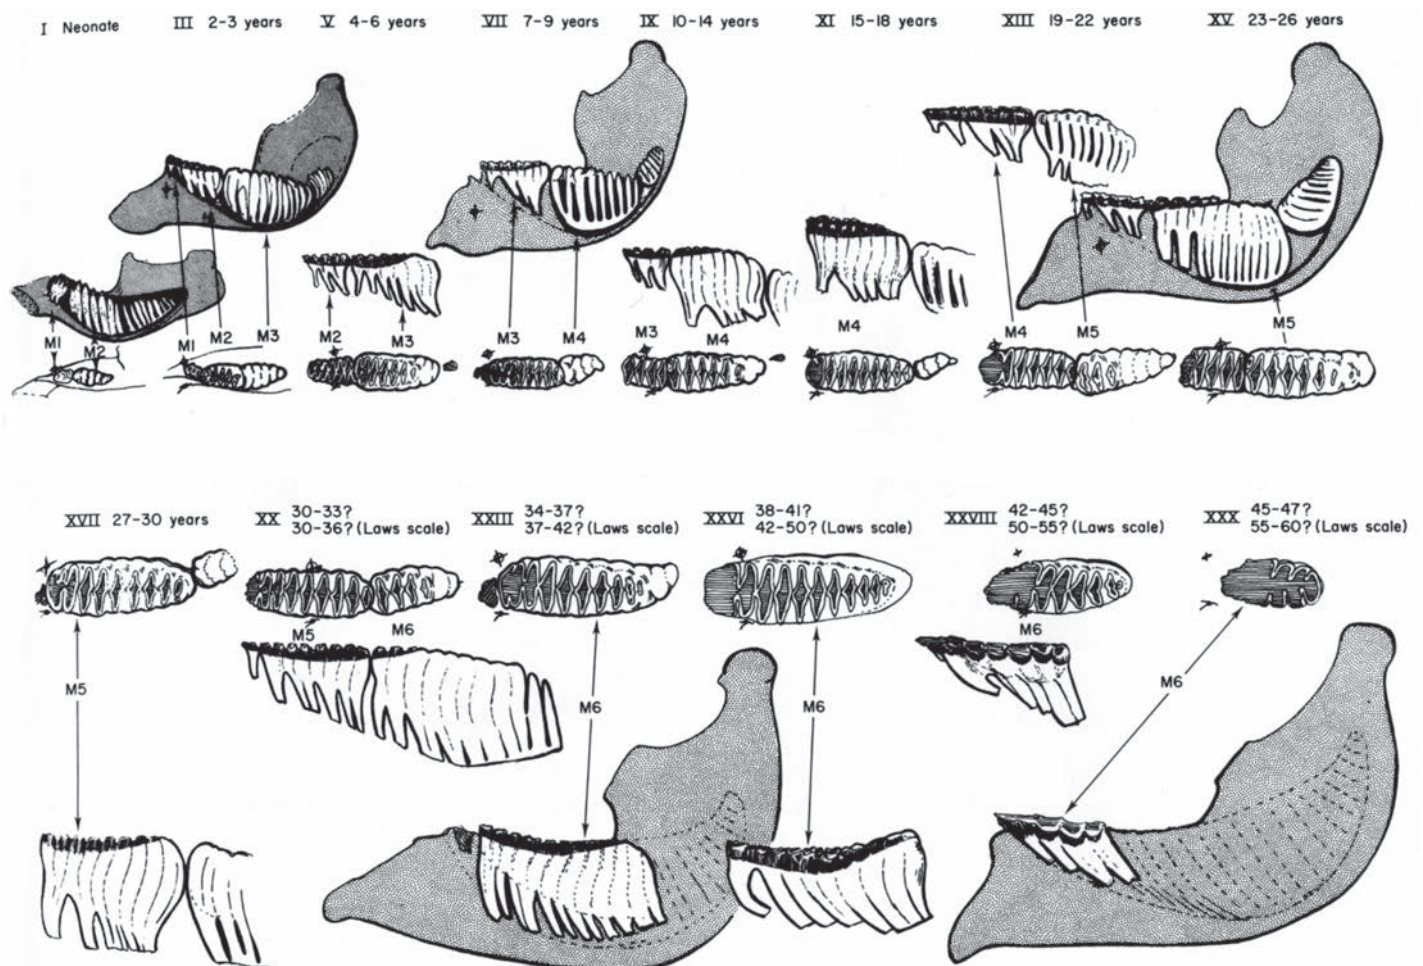 I Neonate
III 2-3 years
V 4-6 years
VII 7-9 years
IX 10-14 years
XI 15-18 years
XIII 19-22 years
XV 23-26 years
M1
M2
M1
M2
M3
M2
M3
M3
M4
M3
M4
M4
M4
M5
M5
XVII 27-30 years
XX 30-33?
30-36? (Laws scale)
XXIII 34-37?
37-42? (Laws scale)
XXVI 38-41?
42-50? (Laws scale)
XXVIII 42-45?
50-55? (Laws scale)
XXX 45-47?
55-60? (Laws scale)
M5
M5
M6
M6
M6
M6
M6